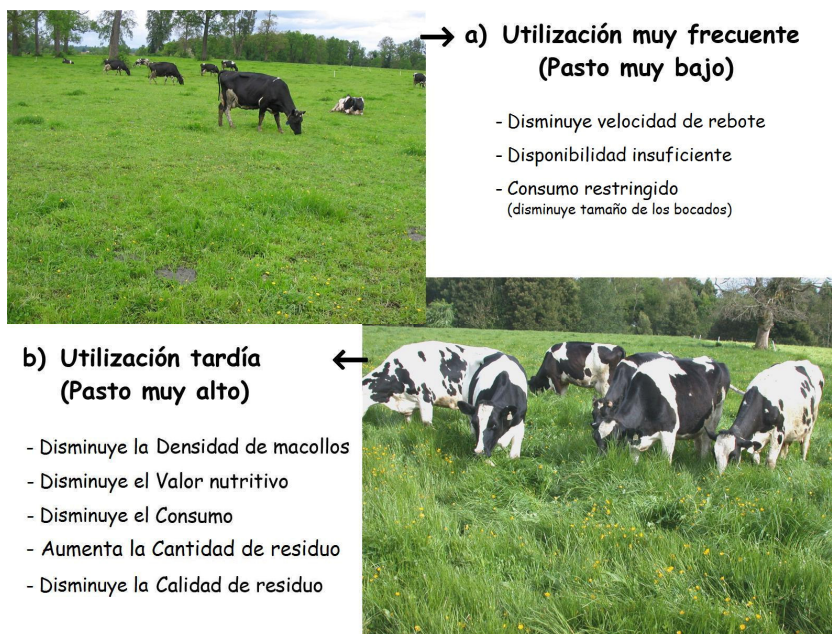 a) Utilización muy frecuente
(Pasto muy bajo)
- Disminuye velocidad de rebote
- Disponibilidad insuficiente
- Consumo restringido
(disminuye tamaño de los bocados)
b) Utilización tardía
(Pasto muy alto)
- Disminuye la Densidad de macollos
- Disminuye el Valor nutritivo
- Disminuye el Consumo
- Aumenta la Cantidad de residuo
- Disminuye la Calidad de residuo